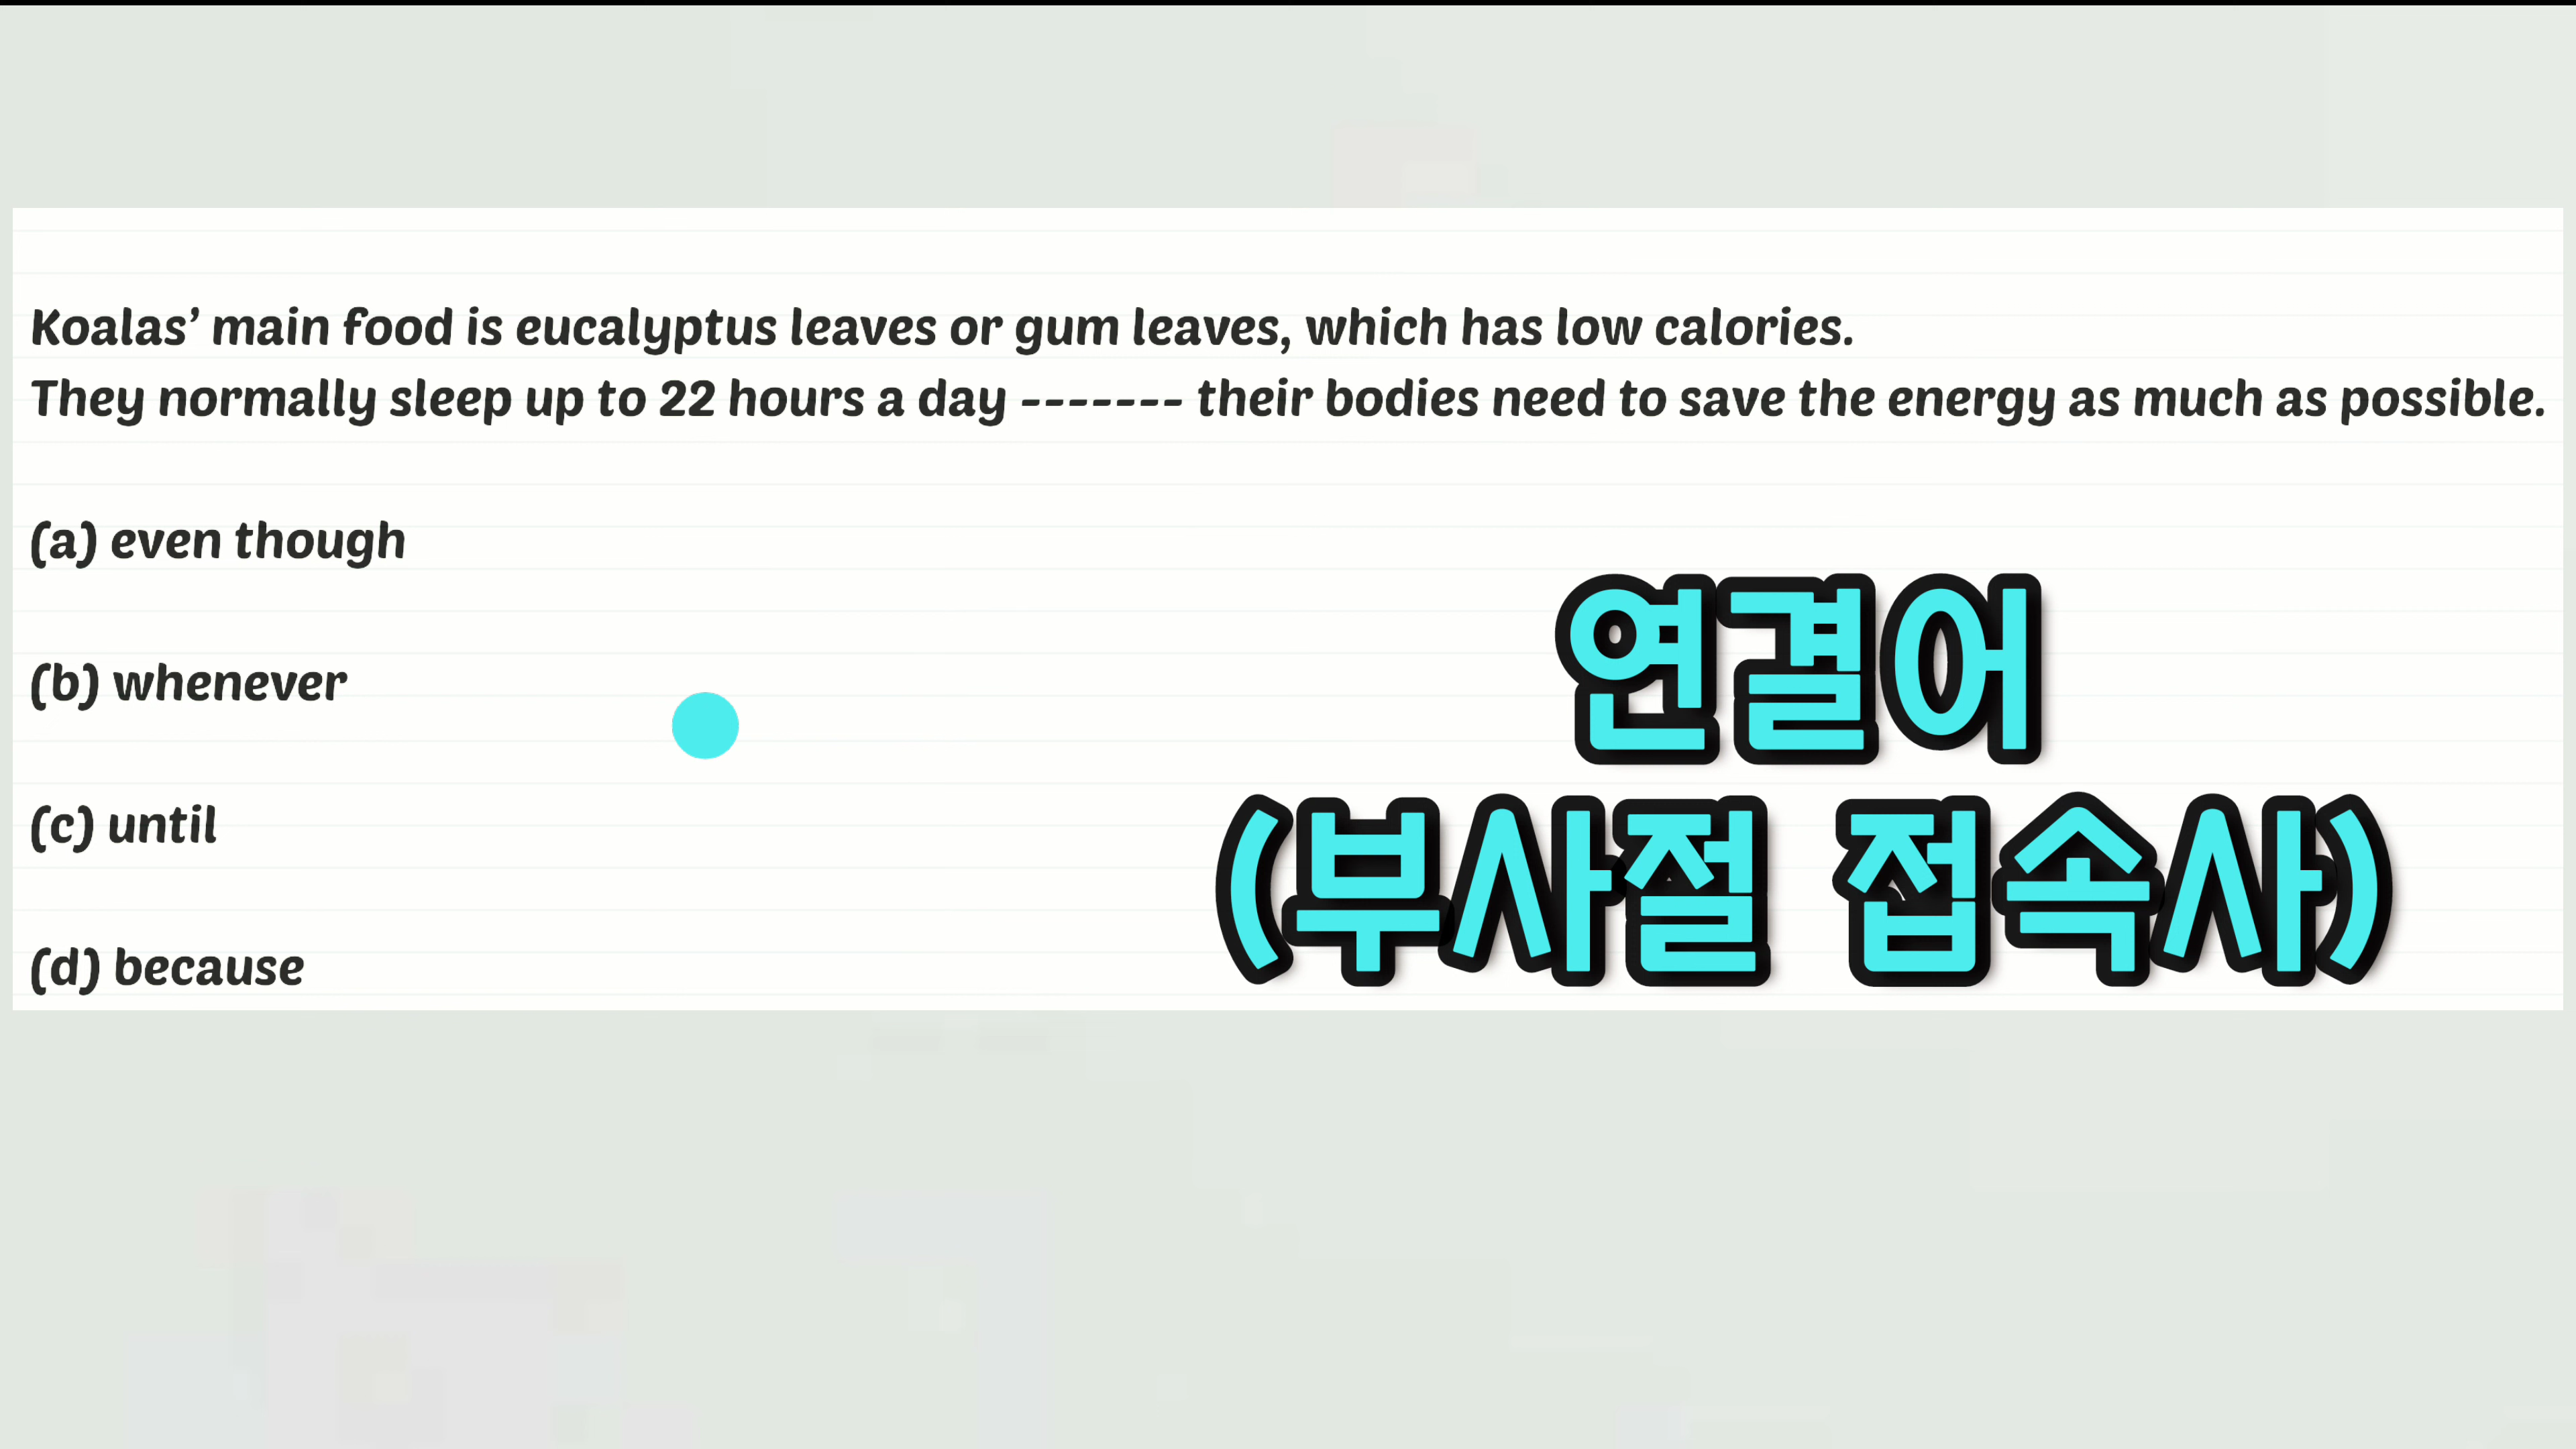 Koalas’ main food is eucalyptus leaves or gum leaves, which has low calories.
They normally sleep up to 22 hours a day ------- their bodies need to save the energy as much as possible.
(a) even though
(b) whenever
(c) until
(d) because
연결어
(부사절 접속사)